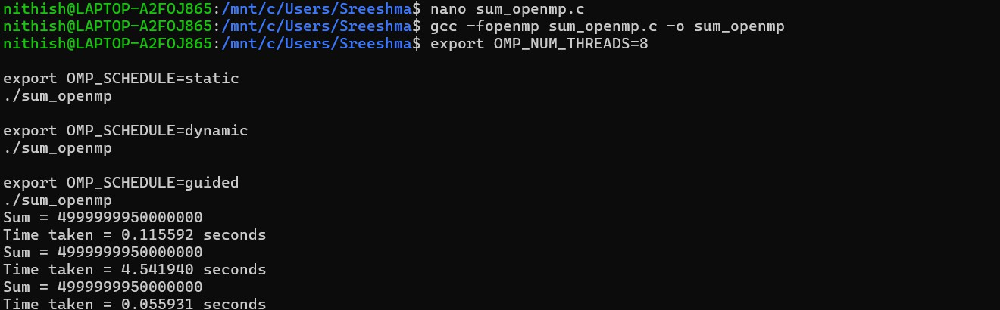 nithish@LAPTOP-A2FOJ865:/mnt/c/Users/Sreeshma$ nano sum_openmp.c
nithish@LAPTOP-A2FOJ865:/mnt/c/Users/Sreeshma$ gcc -fopenmp sum_openmp.c -o sum_openmp
nithish@LAPTOP-A2FOJ865:/mnt/c/Users/Sreeshma$ export OMP_NUM_THREADS=8
export OMP_SCHEDULE=static
./sum_openmp
export OMP_SCHEDULE=dynamic
./sum_openmp
export OMP_SCHEDULE=guided
./sum_openmp
Sum = 4999999950000000
Time taken = 0.115592 seconds
Sum = 4999999950000000
Time taken = 4.541940 seconds
Sum = 4999999950000000
Time taken = 0.055931 seconds